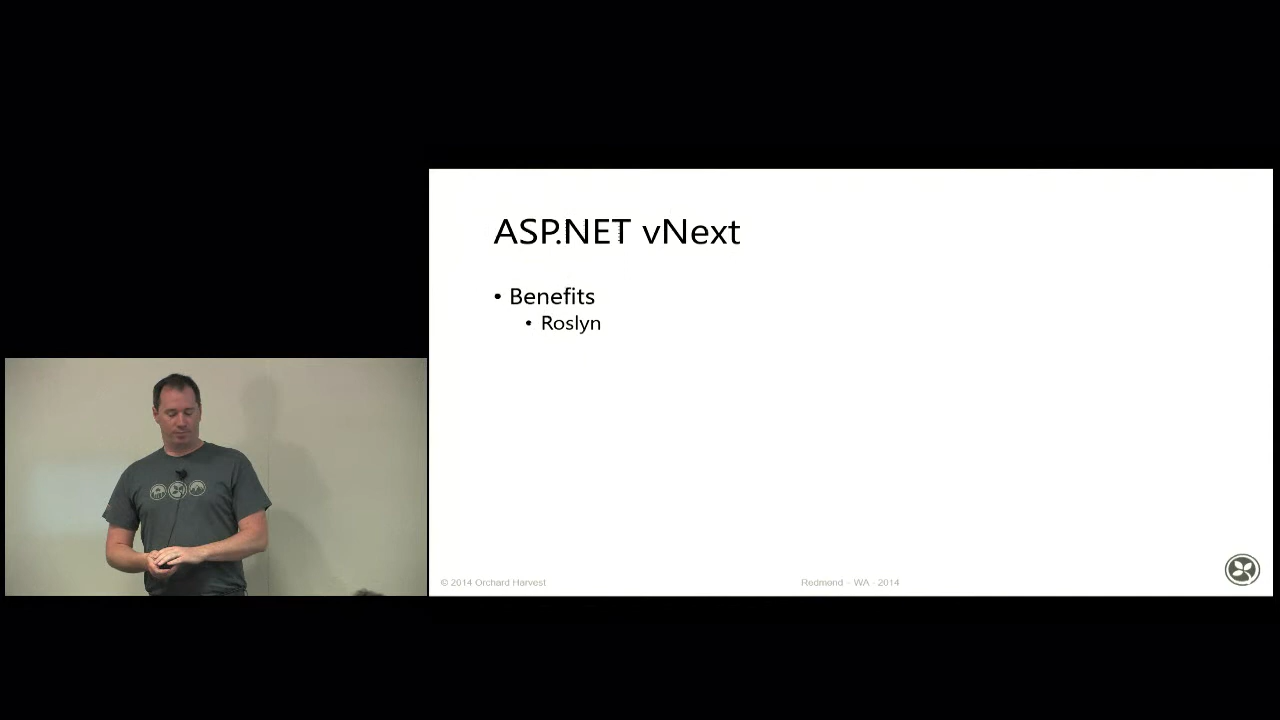 ASP.NET vNext
• Benefits
• Roslyn
© 2014 Orchard Harvest
Redmond - WA - 2014